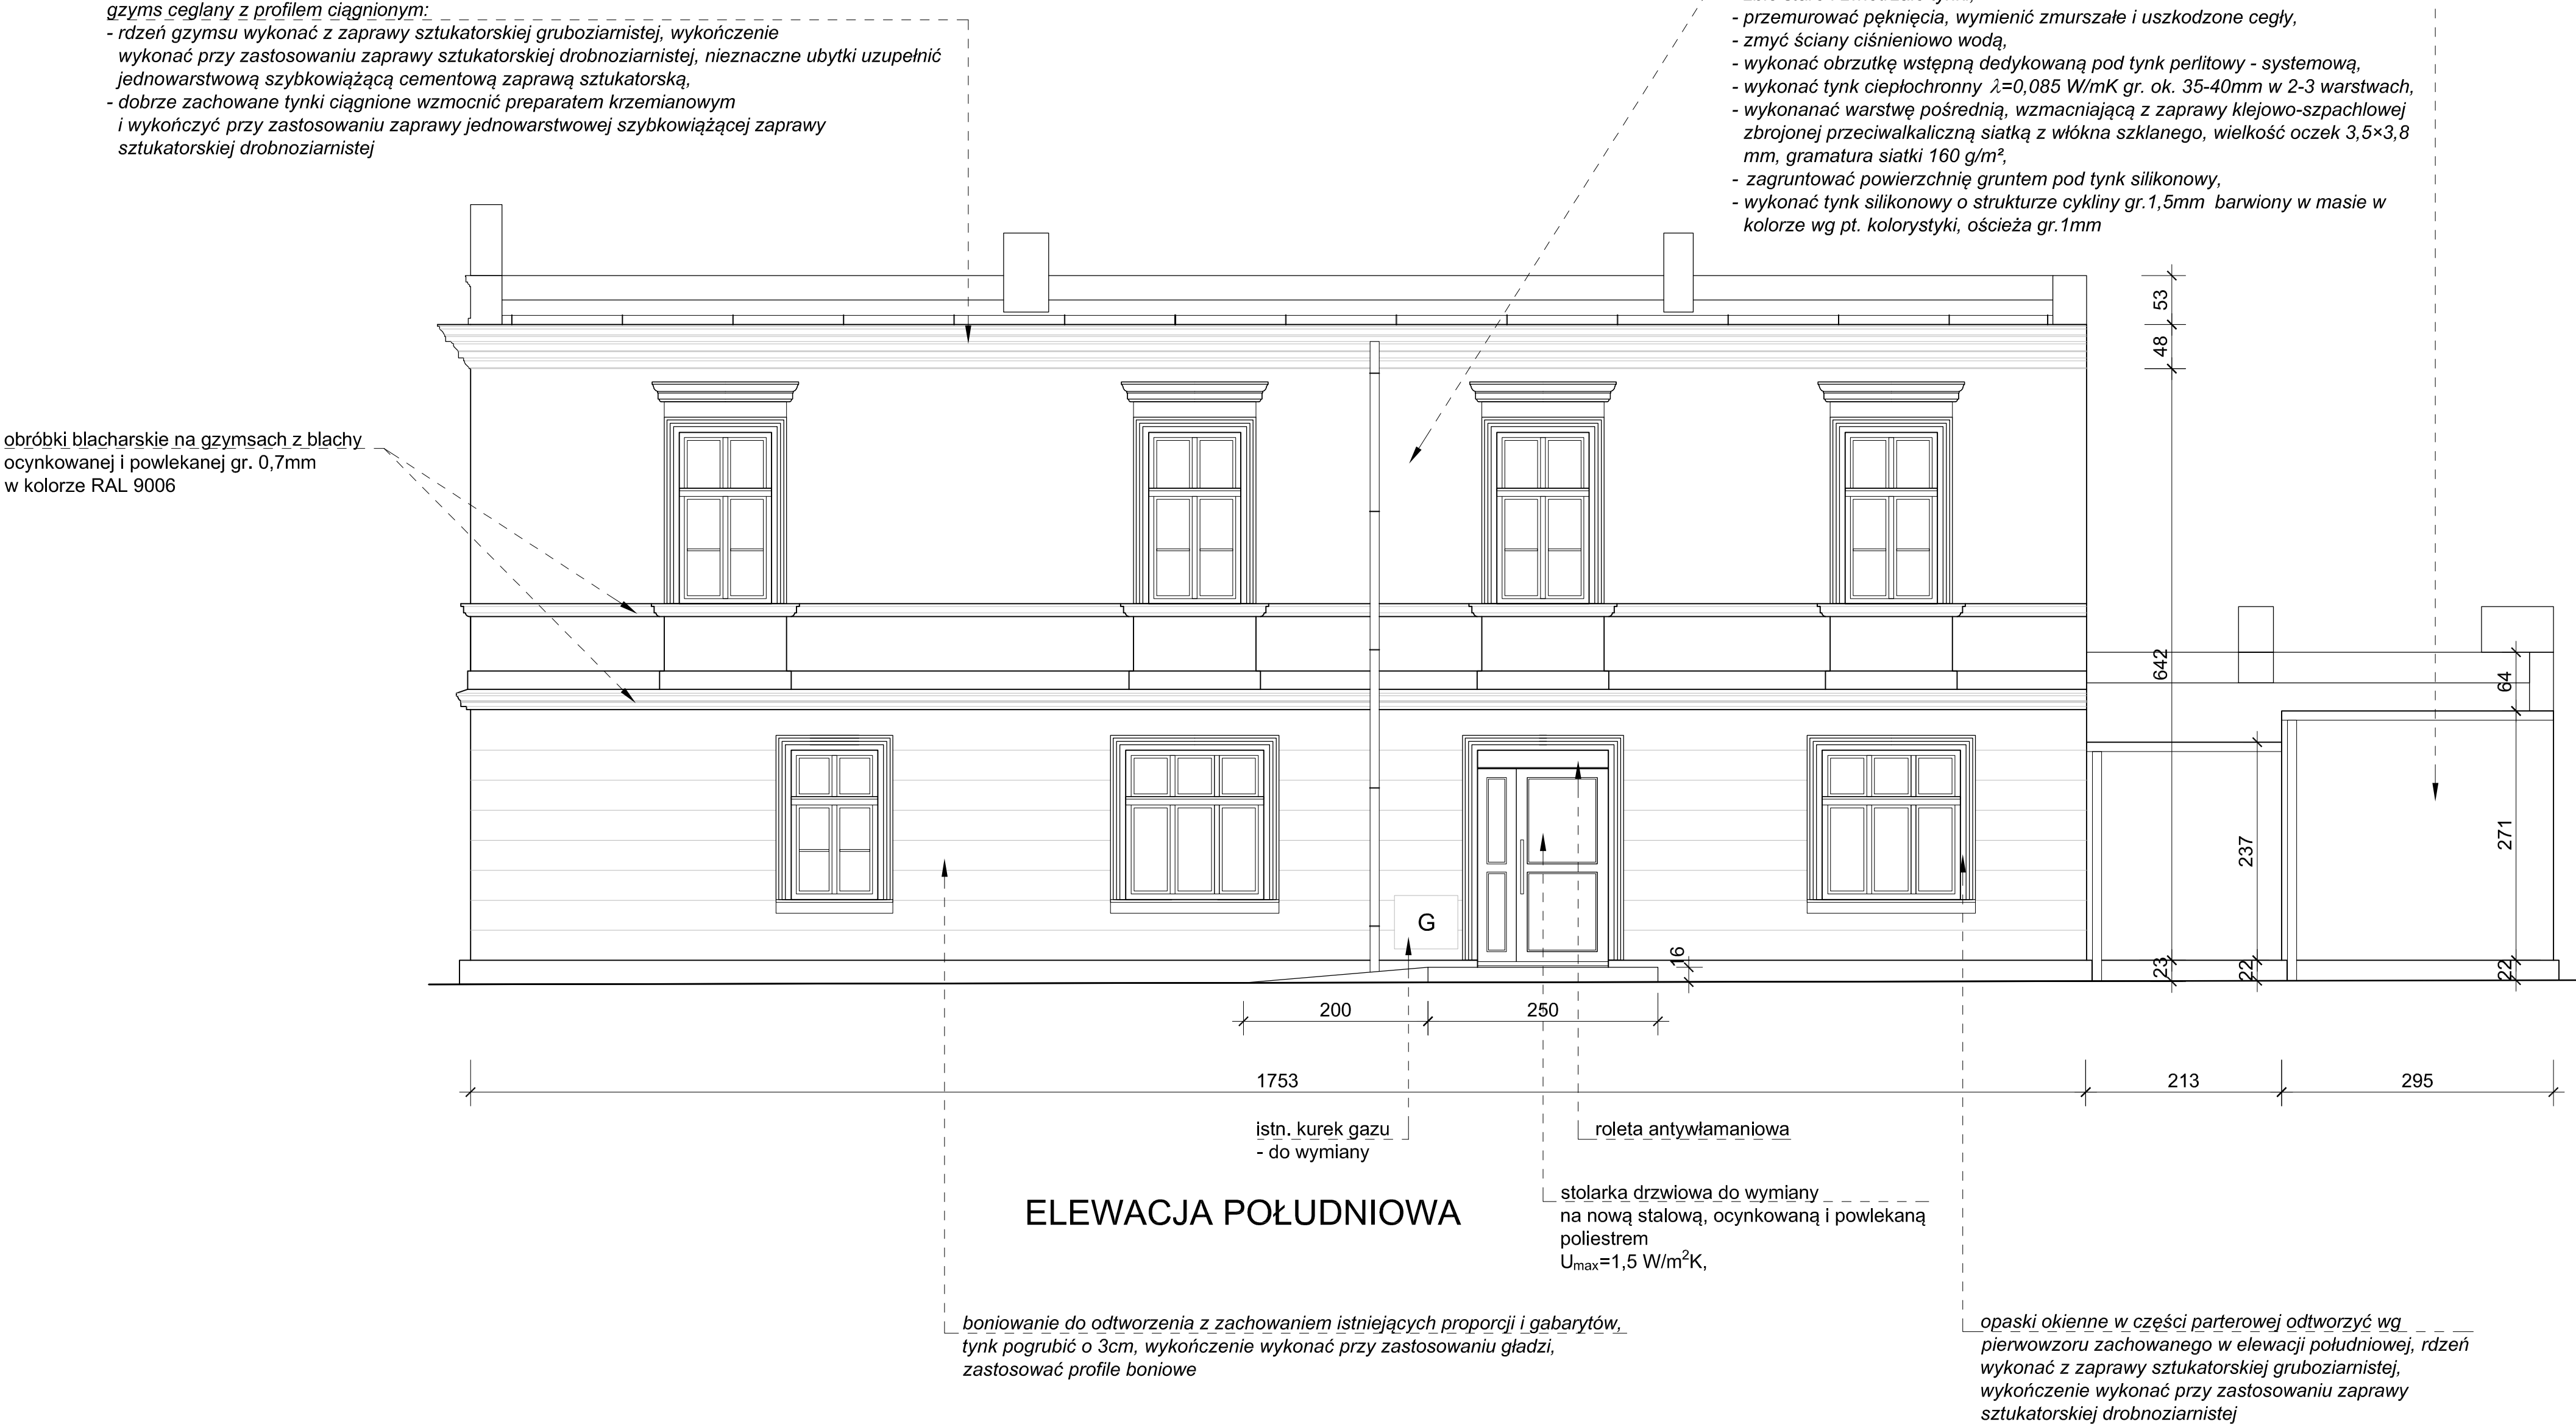 gzyms ceglany z profilem ciągnionym:
- rdzeń gzymsu wykonać z zaprawy sztukatorskiej gruboziarnistej, wykończenie
wykonać przy zastosowaniu zaprawy sztukatorskiej drobnoziarnistej, nieznaczne ubytki uzupełnić
jednowarstwową szybkowiążącą cementową zaprawą sztukatorską,
- dobrze zachowane tynki ciągnione wzmocnić preparatem krzemianowym
i wykończyć przy zastosowaniu zaprawy jednowarstwowej szybkowiążącej zaprawy
sztukatorskiej drobnoziarnistej
- przemurować pęknięcia, wymienić zmurszałe i uszkodzone cegły,
- zmyć ściany ciśnieniowo wodą,
- wykonać obrzutkę wstępną dedykowaną pod tynk perlitowy - systemową,
- wykonać tynk ciepłochronny λ=0,085 W/mK gr. ok. 35-40mm w 2-3 warstwach,
- wykonanać warstwę pośrednią, wzmacniającą z zaprawy klejowo-szpachlowej
zbrojonej przeciwalkaliczną siatką z włókna szklanego, wielkość oczek 3,5×3,8
mm, gramatura siatki 160 g/m²,
- zagruntować powierzchnię gruntem pod tynk silikonowy,
- wykonać tynk silikonowy o strukturze cykliny gr.1,5mm barwiony w masie w
kolorze wg pt. kolorystyki, ościeża gr.1mm
obróbki blacharskie na gzymsach z blachy
ocynkowanej i powlekanej gr. 0,7mm
w kolorze RAL 9006
53
48
642
64
237
271
G
16
23
22
22
200
250
1753
213
295
istn. kurek gazu
- do wymiany
roleta antywłamaniowa
ELEWACJA POŁUDNIOWA
stolarka drzwiowa do wymiany
na nową stalową, ocynkowaną i powlekaną
poliestrem
Umax=1,5 W/m²K,
boniowanie do odtworzenia z zachowaniem istniejących proporcji i gabarytów,
tynk pogrubić o 3cm, wykończenie wykonać przy zastosowaniu gładzi,
zastosować profile boniowe
opaski okienne w części parterowej odtworzyć wg
pierwowzoru zachowanego w elewacji południowej, rdzeń
wykonać z zaprawy sztukatorskiej gruboziarnistej,
wykończenie wykonać przy zastosowaniu zaprawy
sztukatorskiej drobnoziarnistej